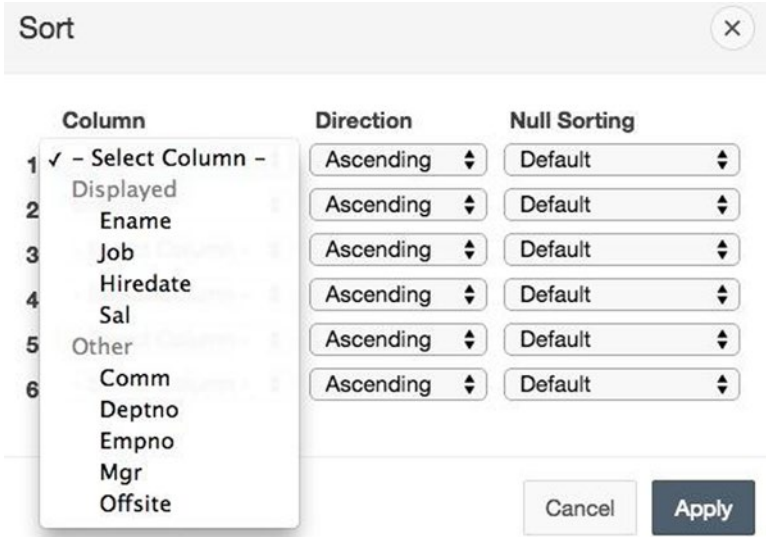 Sort
Column Direction Null Sorting
1 ✓ - Select Column - Ascending Default
Displayed
2 Ascending Default
Ename
3 Job Ascending Default
Hiredate
4 Ascending Default
Sal
5 Other Ascending Default
Comm
6 Ascending Default
Deptno
Empno
Mgr
Offsite
Cancel Apply